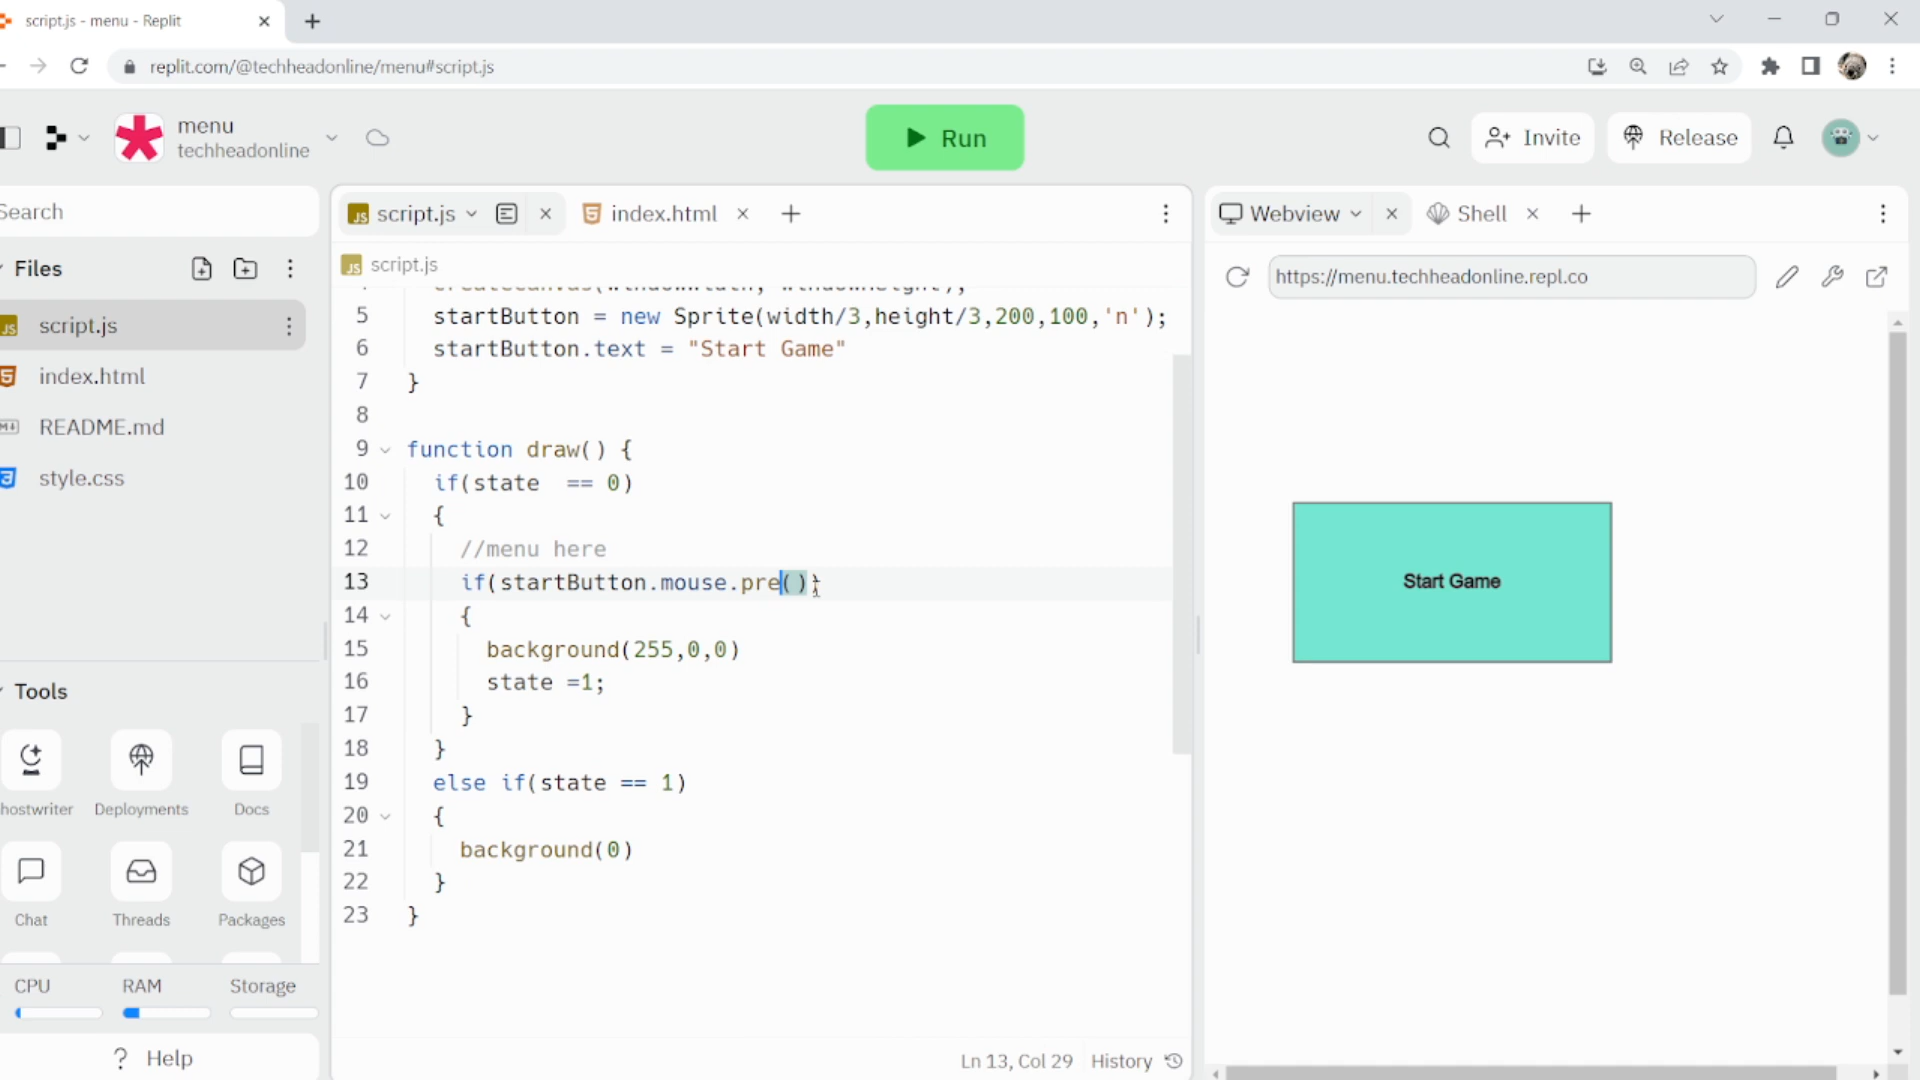 script.js - menu - Replit
replit.com/@techheadonline/menu#script.js
menu
techheadonline
Run
Invite
Release
Search
Files
script.js
index.html
README.md
style.css
Tools
hostwriter
Deployments
Docs
Chat
Threads
Packages
CPU
RAM
Storage
? Help
script.js
index.html
script.js
createCanvas(windowWidth, windowHeight);
5 startButton = new Sprite(width/3,height/3,200,100,'n');
6 startButton.text = "Start Game"
7 }
8
9 function draw() {
10 if(state  == 0)
11 {
12 //menu here
13 if(startButton.mouse.pre())
14 {
15 background(255,0,0)
16 state =1;
17 }
18 }
19 else if(state == 1)
20 {
21 background(0)
22 }
23 }
Ln 13, Col 29
History
Webview
Shell
https://menu.techheadonline.repl.co
Start Game